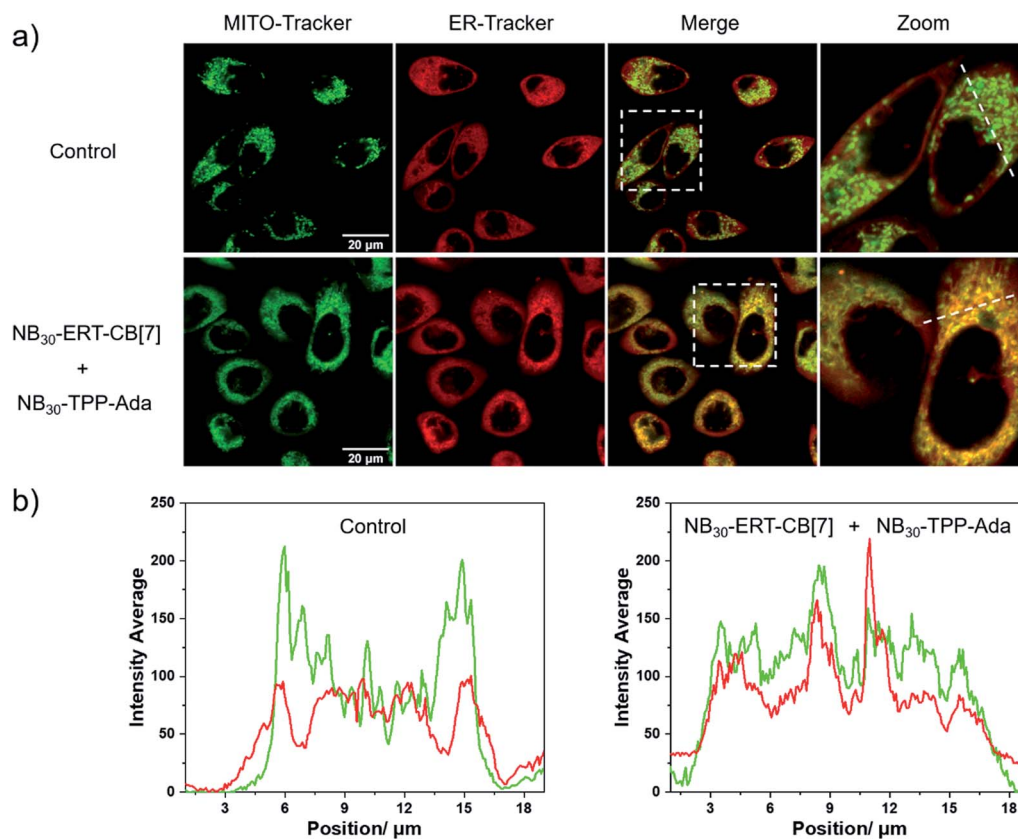 a)
MITO-Tracker ER-Tracker Merge Zoom
Control
20 µm
NB30-ERT-CB[7]
+
NB30-TPP-Ada
20 µm
b)
Control
250
200
150
100
50
0
Intensity Average
3 6 9 12 15
Position/ µm
NB30-ERT-CB[7] + NB30-TPP-Ada
250
200
150
100
50
0
Intensity Average
3 6 9 12 15 18
Position/ µm